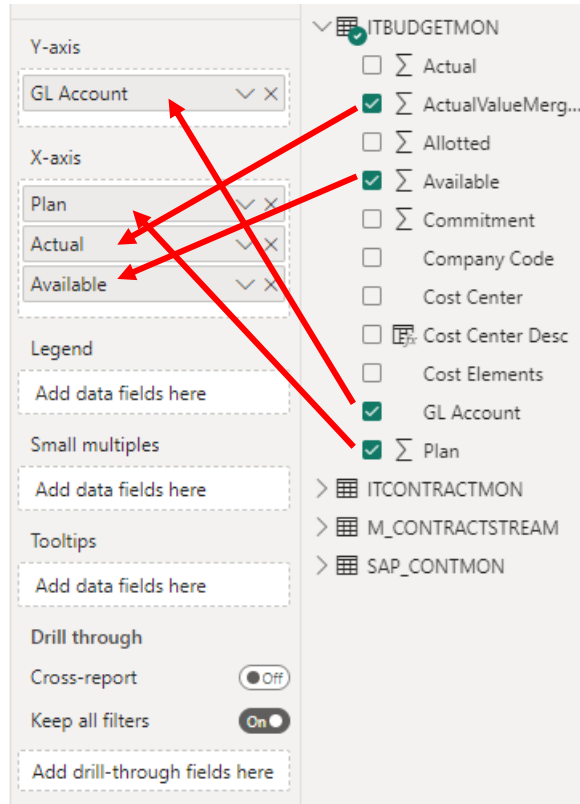 Y-axis
GL Account
X-axis
Plan
Actual
Available
Legend
Add data fields here
Small multiples
Add data fields here
Tooltips
Add data fields here
Drill through
Cross-report
Off
Keep all filters
On
Add drill-through fields here
ITBUDGETMON
Actual
ActualValueMerg...
Allotted
Available
Commitment
Company Code
Cost Center
Cost Center Desc
Cost Elements
GL Account
Plan
ITCONTRACTMON
M_CONTRACTSTREAM
SAP_CONTMON